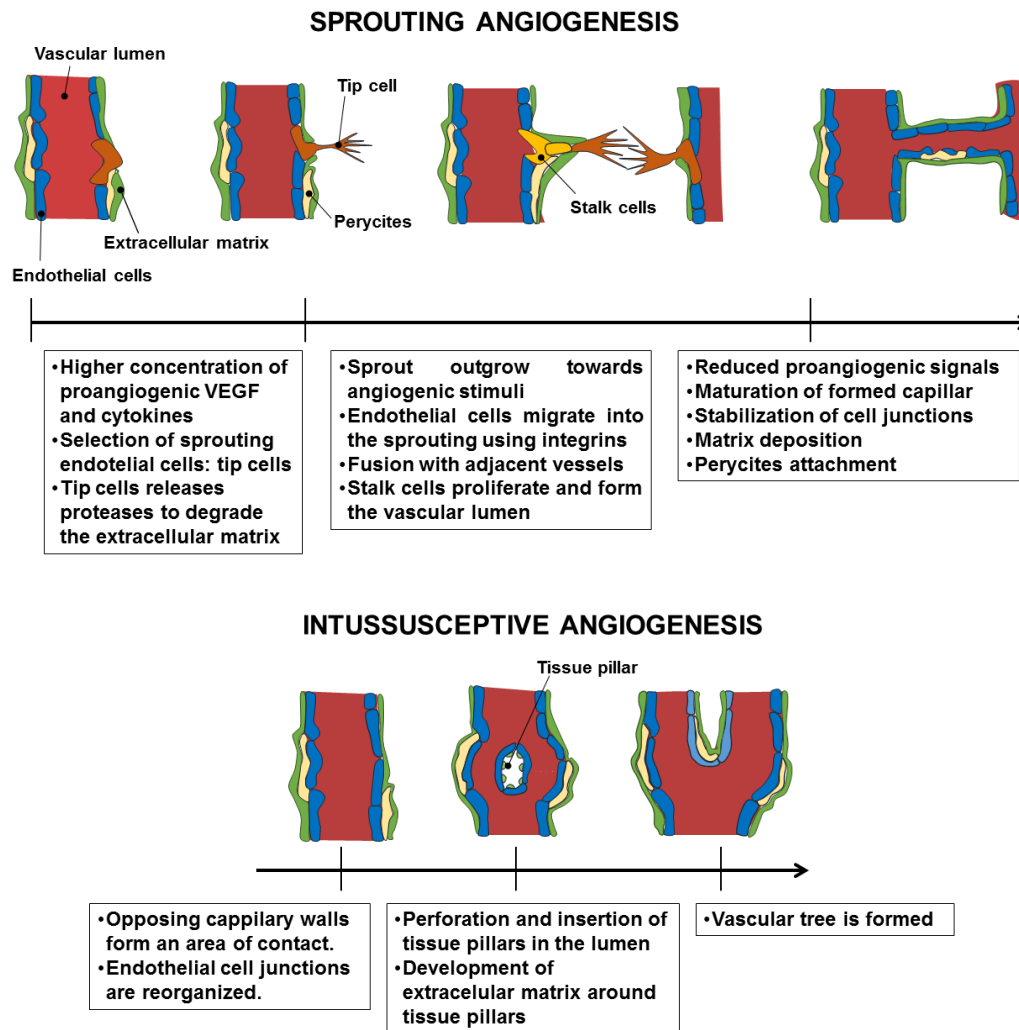 SPROUTING ANGIOGENESIS
Vascular lumen
Tip cell
Stalk cells
Perycites
Extracellular matrix
Endothelial cells
•Higher concentration of
proangiogenic VEGF
and cytokines
•Selection of sprouting
endotelial cells: tip cells
•Tip cells releases
proteases to degrade
the extracellular matrix
•Sprout outgrow towards
angiogenic stimuli
•Endothelial cells migrate into
the sprouting using integrins
•Fusion with adjacent vessels
•Stalk cells proliferate and form
the vascular lumen
•Reduced proangiogenic signals
•Maturation of formed capillar
•Stabilization of cell junctions
•Matrix deposition
•Perycites attachment
INTUSSUSCEPTIVE ANGIOGENESIS
Tissue pillar
•Opposing cappilary walls
form an area of contact.
•Endothelial cell junctions
are reorganized.
•Perforation and insertion of
tissue pillars in the lumen
•Development of
extracelular matrix around
tissue pillars
•Vascular tree is formed